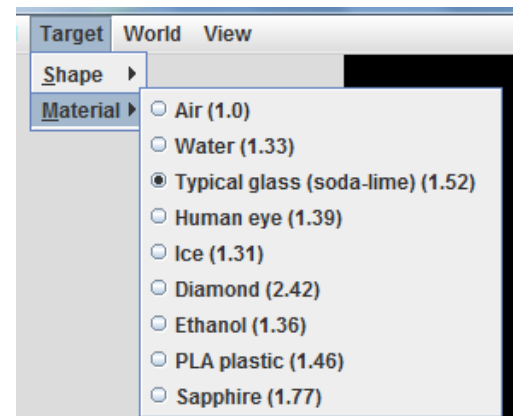 Target World View
Shape
Material
Air (1.0)
Water (1.33)
Typical glass (soda-lime) (1.52)
Human eye (1.39)
Ice (1.31)
Diamond (2.42)
Ethanol (1.36)
PLA plastic (1.46)
Sapphire (1.77)